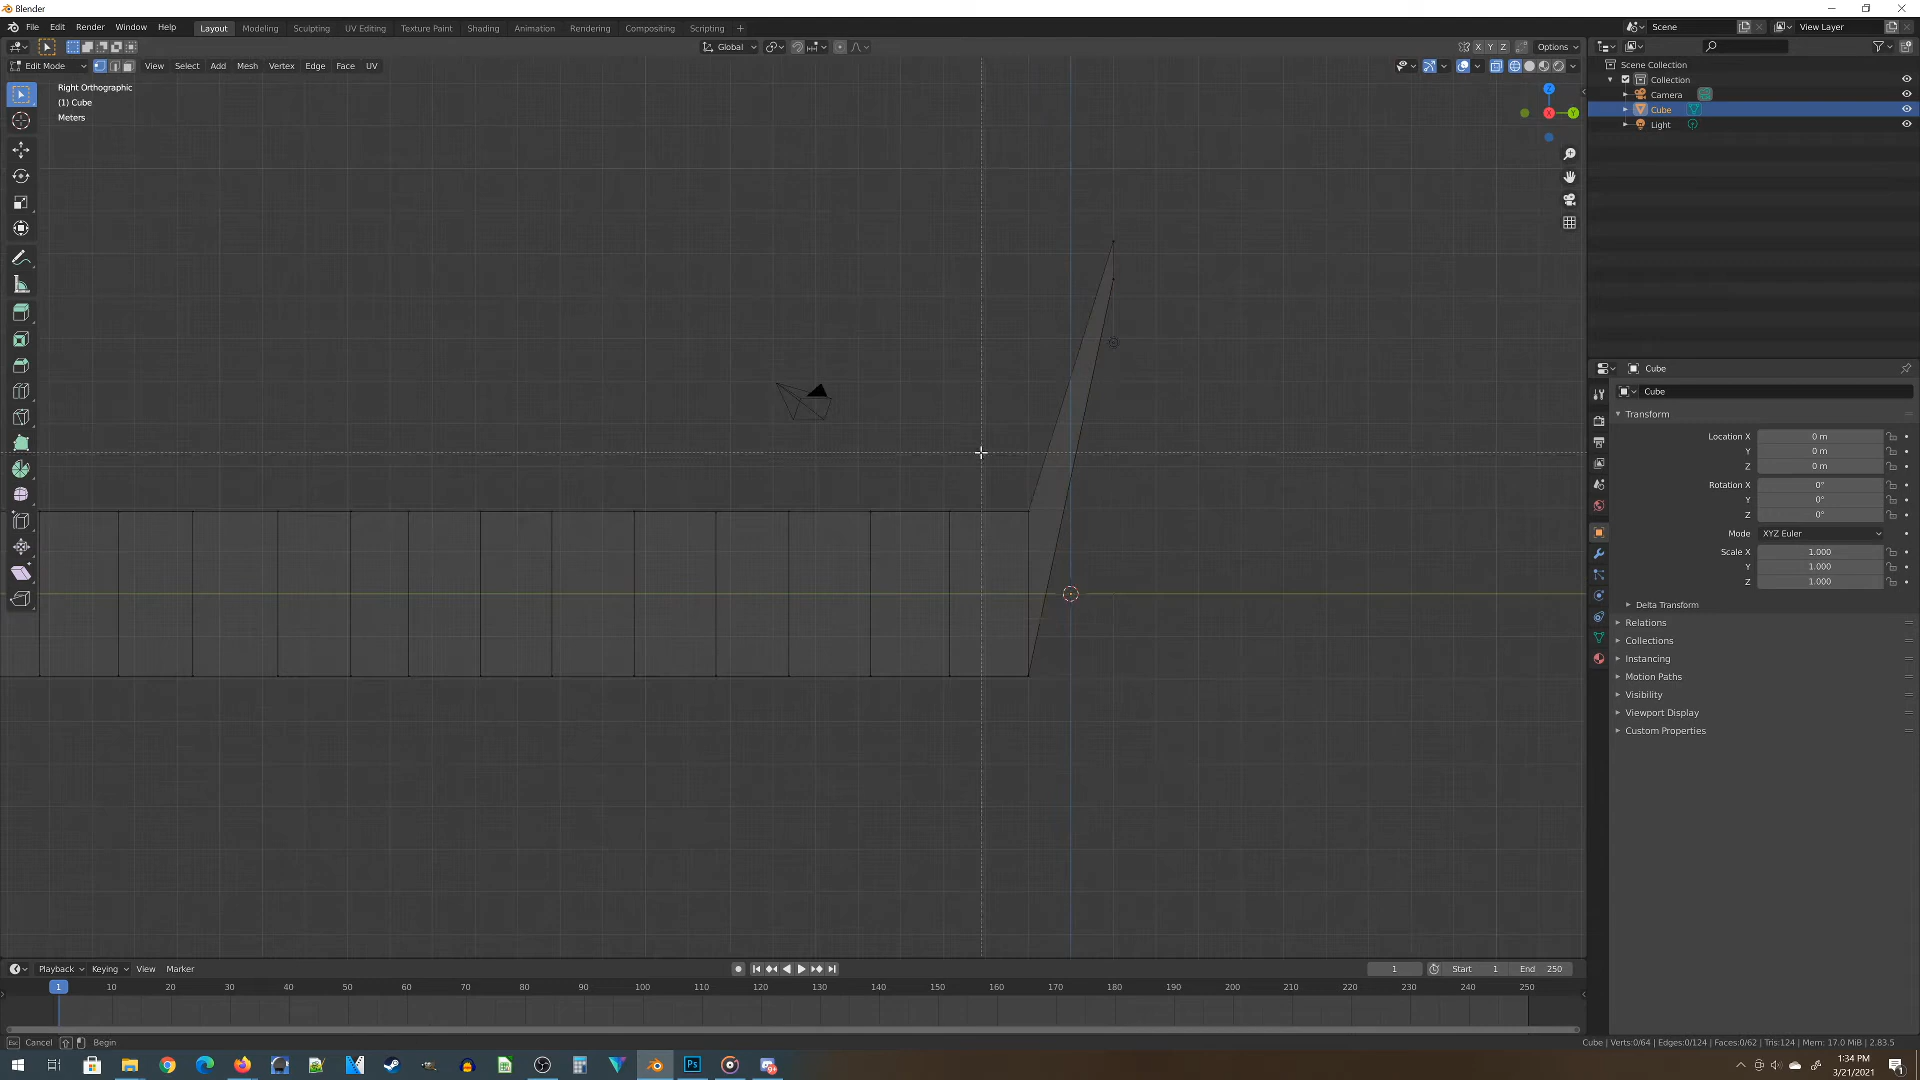 Blender
File Edit Render Window Help Layout Modeling Sculpting UV Editing Texture Paint Shading Animation Rendering Compositing Scripting + Scene View Layer
Global X Y Z Options
Edit Mode View Select Add Mesh Vertex Edge Face UV
Right Orthographic
(1) Cube
Meters
Z
X
Y
Scene Collection
Collection
Camera
Cube
Light
Cube
Cube
Transform
Location X 0 m
Y 0 m
Z 0 m
Rotation X 0°
Y 0°
Z 0°
Mode XYZ Euler
Scale X 1.000
Y 1.000
Z 1.000
Delta Transform
Relations
Collections
Instancing
Motion Paths
Visibility
Viewport Display
Custom Properties
Playback Keying View Marker 1 Start 1 End 250
1 10 20 30 40 50 60 70 80 90 100 110 120 130 140 150 160 170 180 190 200 210 220 230 240 250
Esc Cancel Begin Cube | Verts:0/64 | Edges:0/124 | Faces:0/62 | Tris:124 | Mem: 17.0 MiB | 2.83.5
Ps
1:34 PM
3/21/2021